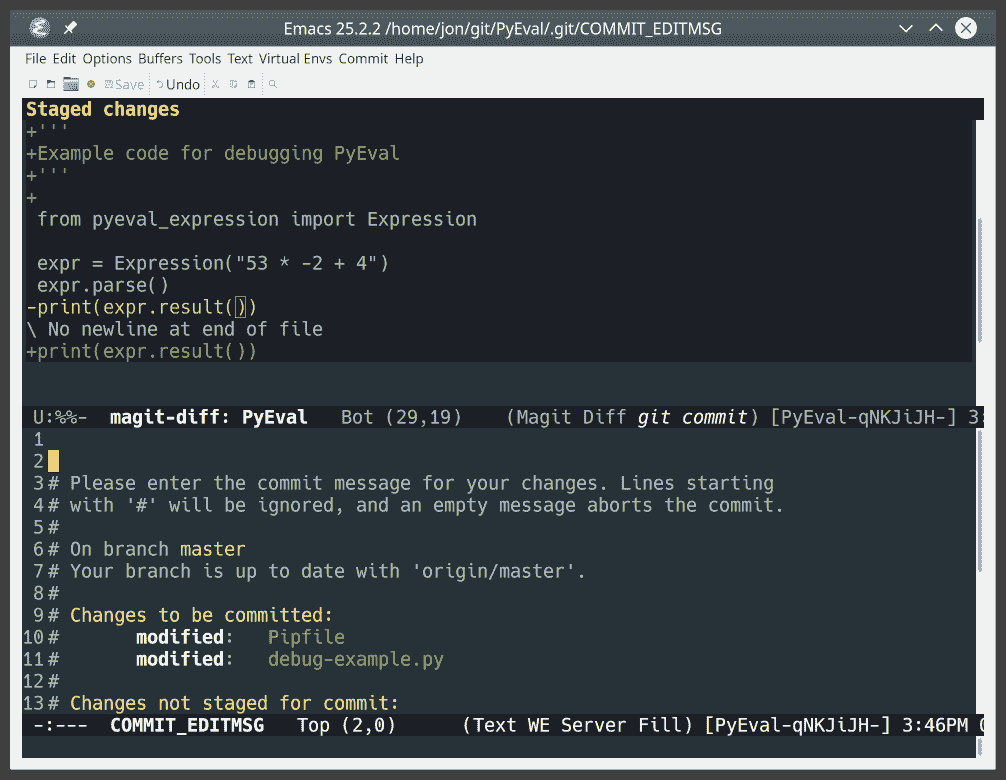 Emacs 25.2.2 /home/jon/git/PyEval/.git/COMMIT_EDITMSG
File Edit Options Buffers Tools Text Virtual Envs Commit Help
Save Undo
Staged changes
+'''
+Example code for debugging PyEval
+'''
+
 from pyeval_expression import Expression
 expr = Expression("53 * -2 + 4")
 expr.parse()
-print(expr.result())
\ No newline at end of file
+print(expr.result())
U:%%-  magit-diff: PyEval   Bot (29,19)    (Magit Diff git commit) [PyEval-qNKJiJH-] 3:
1
2
3 # Please enter the commit message for your changes. Lines starting
4 # with '#' will be ignored, and an empty message aborts the commit.
5 #
6 # On branch master
7 # Your branch is up to date with 'origin/master'.
8 #
9 # Changes to be committed:
10 #       modified:   Pipfile
11 #       modified:   debug-example.py
12 #
13 # Changes not staged for commit:
-:---  COMMIT_EDITMSG   Top (2,0)      (Text WE Server Fill) [PyEval-qNKJiJH-] 3:46PM